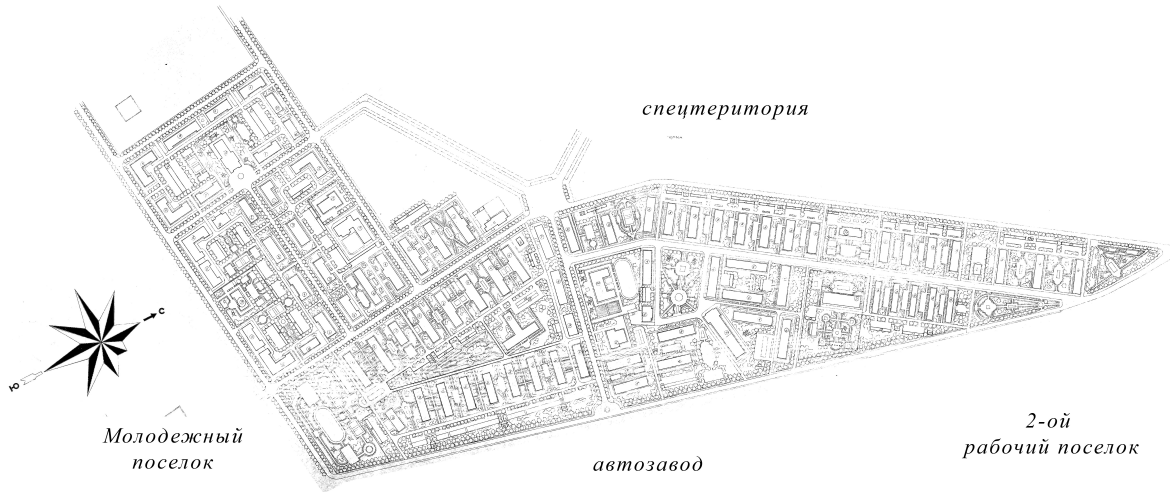 спецтеритория
с
Ю
Молодежный
поселок
автозавод
2-ой
рабочий поселок